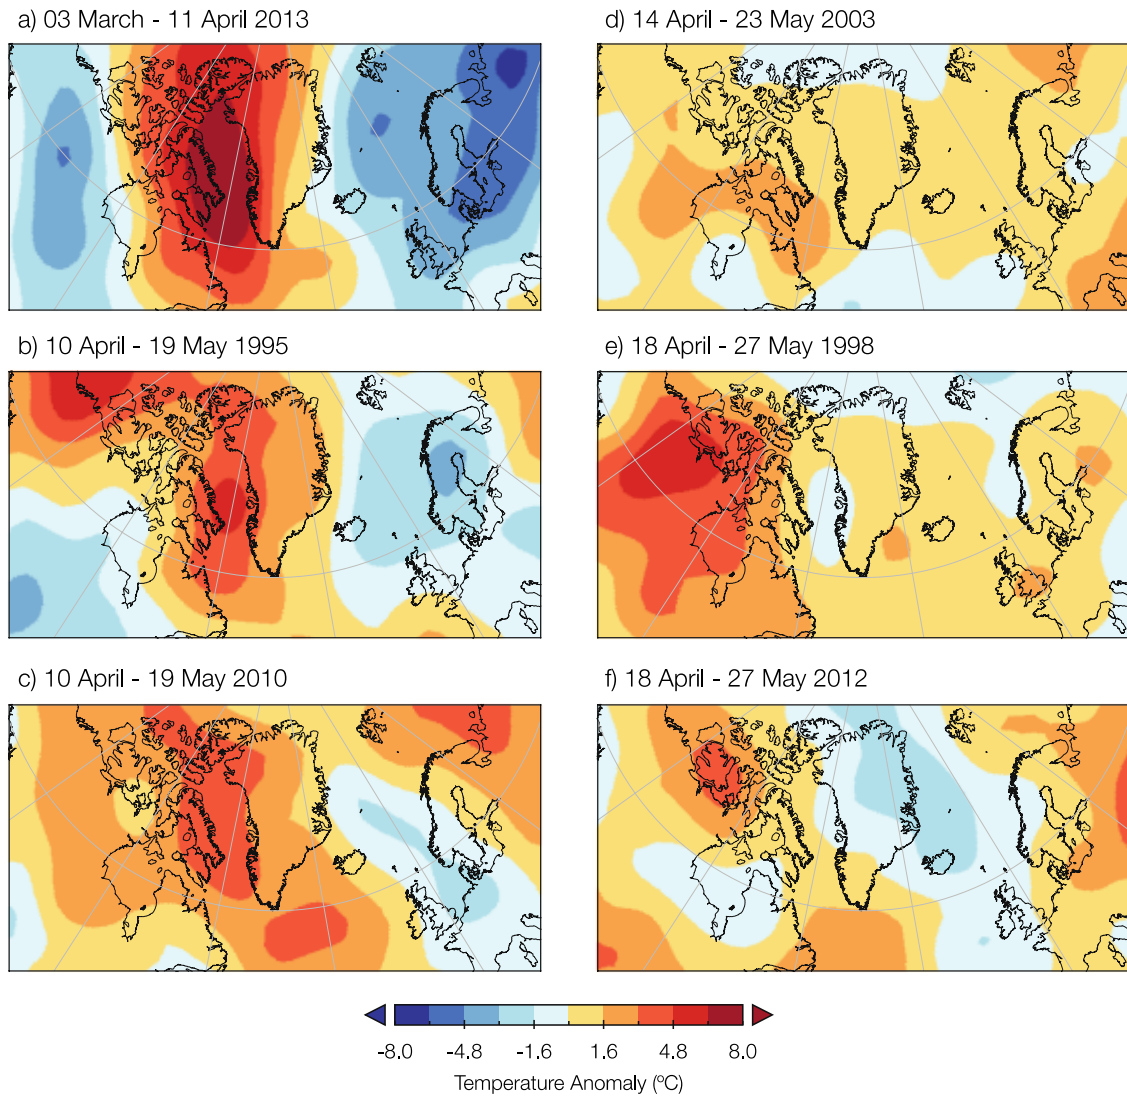 a) 03 March - 11 April 2013
d) 14 April - 23 May 2003
b) 10 April - 19 May 1995
e) 18 April - 27 May 1998
c) 10 April - 19 May 2010
f) 18 April - 27 May 2012
-8.0 -4.8 -1.6 1.6 4.8 8.0
Temperature Anomaly (ºC)